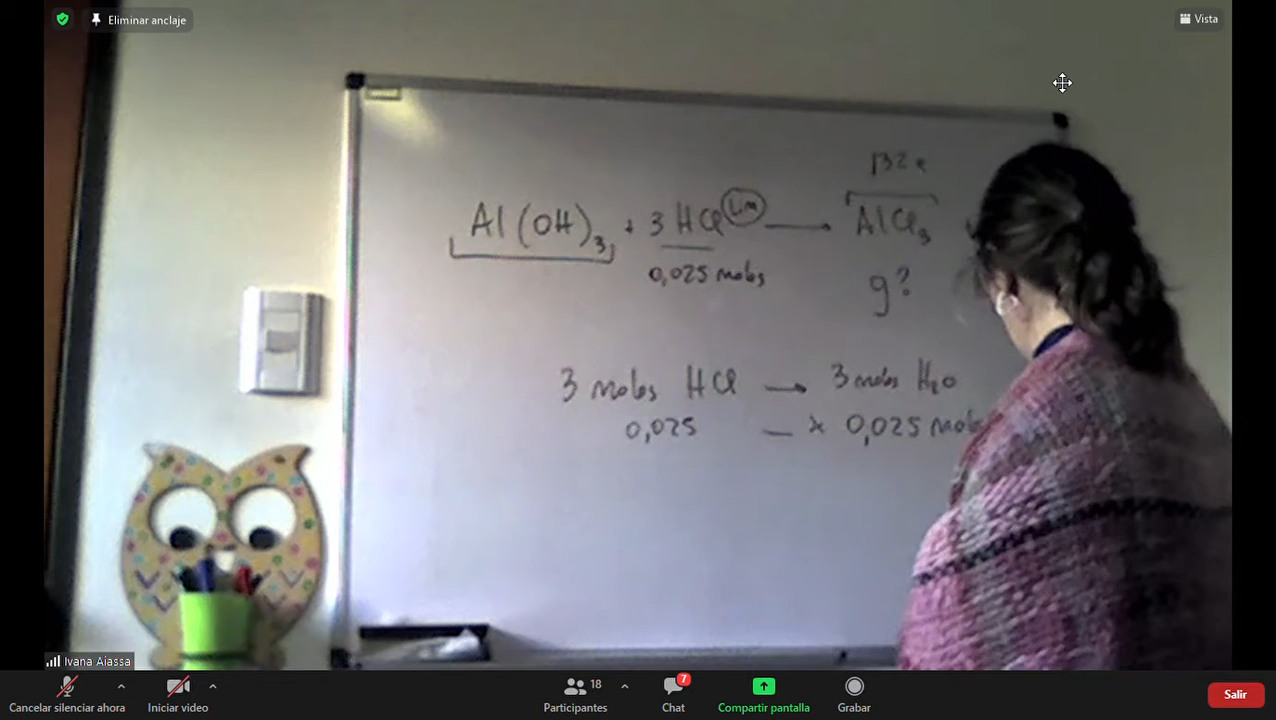 Eliminar anclaje
Vista
132
Al(OH)₃ + 3 HCl (Lim) → AlCl₃
0,025 moles
g?
3 moles HCl → 3 moles H₂O
0,025 — x 0,025
Ivana Aiassa
Cancelar silenciar ahora
Iniciar video
18
Participantes
7
Chat
Compartir pantalla
Grabar
Salir